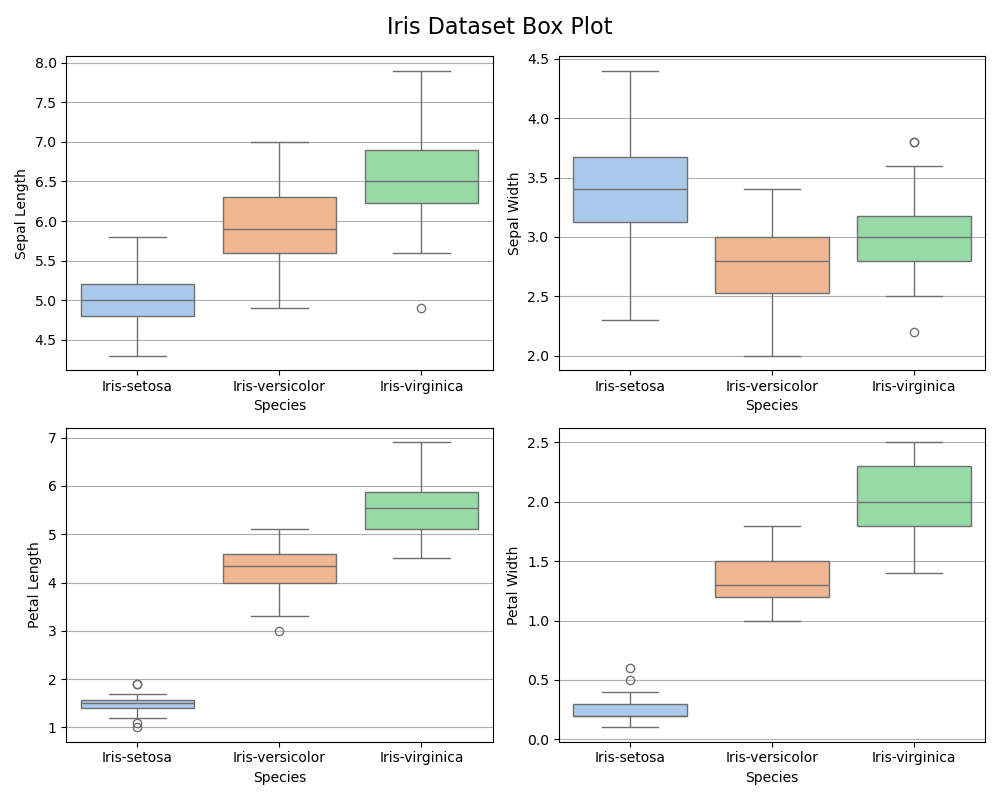 Iris Dataset Box Plot
8.0
7.5
7.0
6.5
6.0
5.5
5.0
4.5
Sepal Length
Iris-setosa Iris-versicolor Iris-virginica
Species
4.5
4.0
3.5
3.0
2.5
2.0
Sepal Width
Iris-setosa Iris-versicolor Iris-virginica
Species
7
6
5
4
3
2
1
Petal Length
Iris-setosa Iris-versicolor Iris-virginica
Species
2.5
2.0
1.5
1.0
0.5
0.0
Petal Width
Iris-setosa Iris-versicolor Iris-virginica
Species